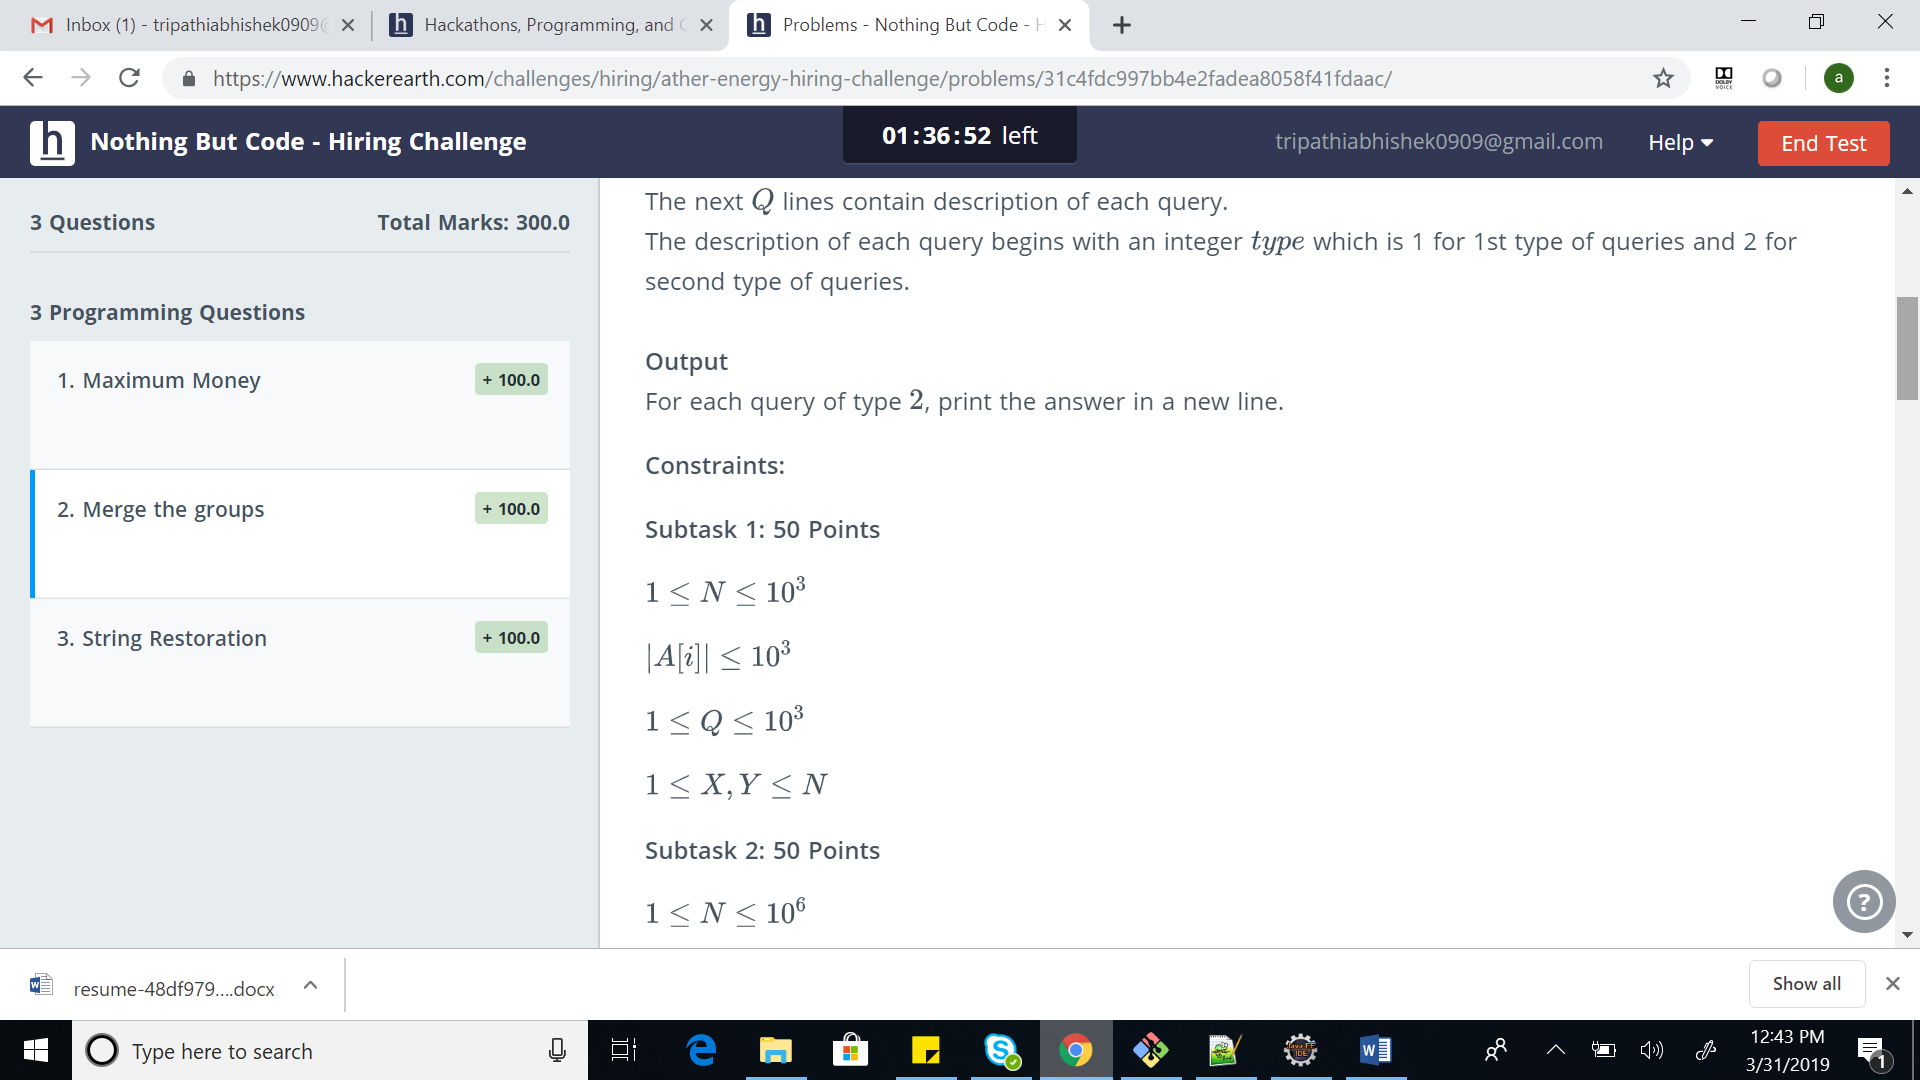 Inbox (1) - tripathiabhishek0909@
Hackathons, Programming, and C
Problems - Nothing But Code - H
https://www.hackerearth.com/challenges/hiring/ather-energy-hiring-challenge/problems/31c4fdc997bb4e2fadea8058f41fdaac/
DOLBY VOICE
a
h
Nothing But Code - Hiring Challenge
01:36:52 left
tripathiabhishek0909@gmail.com
Help
End Test
3 Questions
Total Marks: 300.0
3 Programming Questions
1. Maximum Money
+ 100.0
2. Merge the groups
+ 100.0
3. String Restoration
+ 100.0
The next Q lines contain description of each query.
The description of each query begins with an integer type which is 1 for 1st type of queries and 2 for
second type of queries.
Output
For each query of type 2, print the answer in a new line.
Constraints:
Subtask 1: 50 Points
1 ≤ N ≤ 10³
|A[i]| ≤ 10³
1 ≤ Q ≤ 10³
1 ≤ X, Y ≤ N
Subtask 2: 50 Points
1 ≤ N ≤ 10⁶
?
resume-48df979....docx
Show all
Type here to search
12:43 PM
3/31/2019
1